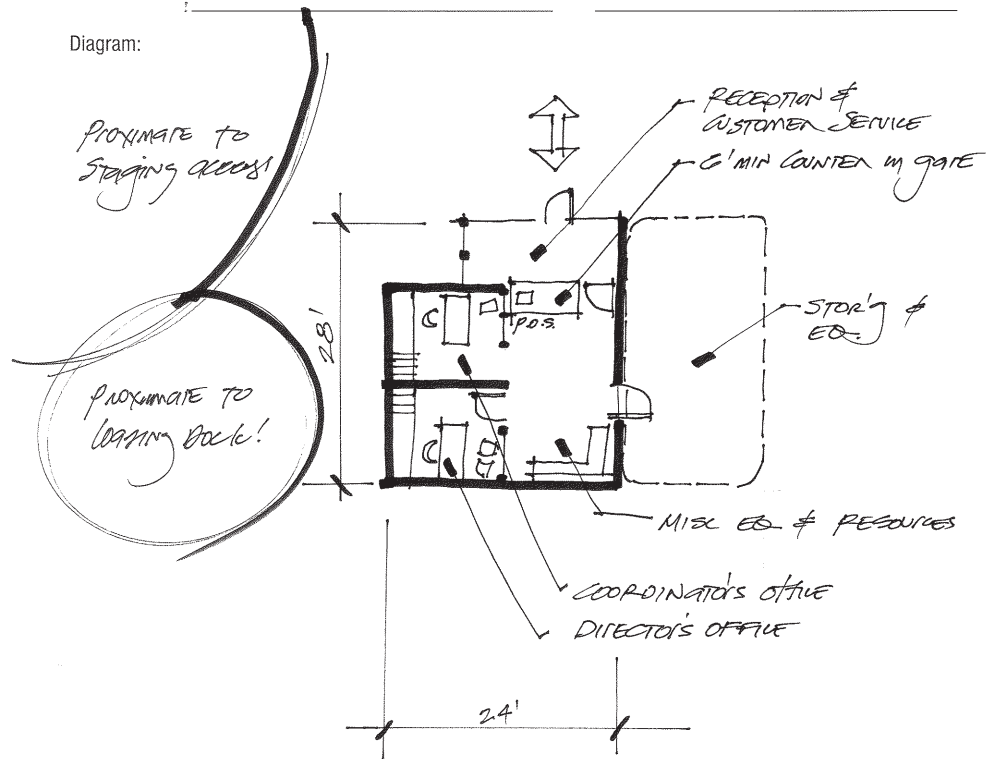 Diagram:
PROXIMATE TO
Staging access!
RECEPTION &
CUSTOMER SERVICE
6' MIN COUNTER W/ GATE
28'
P.O.S.
STOR'G &
EQ.
PROXIMATE TO
LOADING DOCK!
MISC EQ & RESOURCES
COORDINATOR'S OFFICE
DIRECTOR'S OFFICE
24'